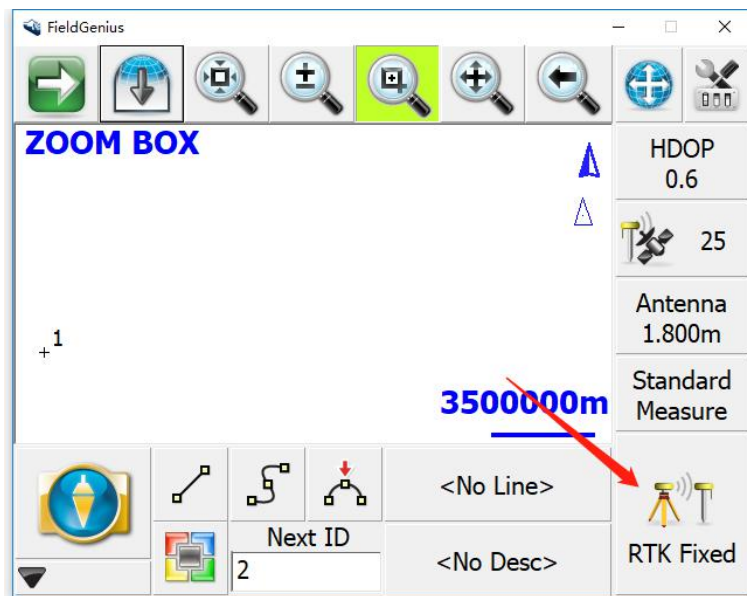 FieldGenius
ZOOM BOX
HDOP
0.6
25
Antenna
1.800m
1
Standard
Measure
3500000m
<No Line>
RTK Fixed
Next ID
2
<No Desc>